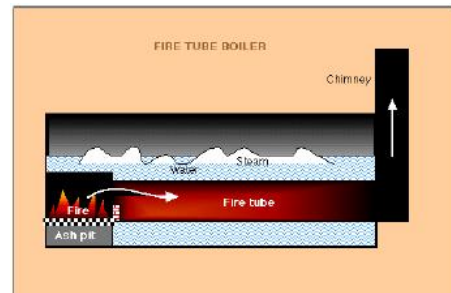 FIRE TUBE BOILER
Chimney
Steam
Water
Fire tube
Fire
Ash pit